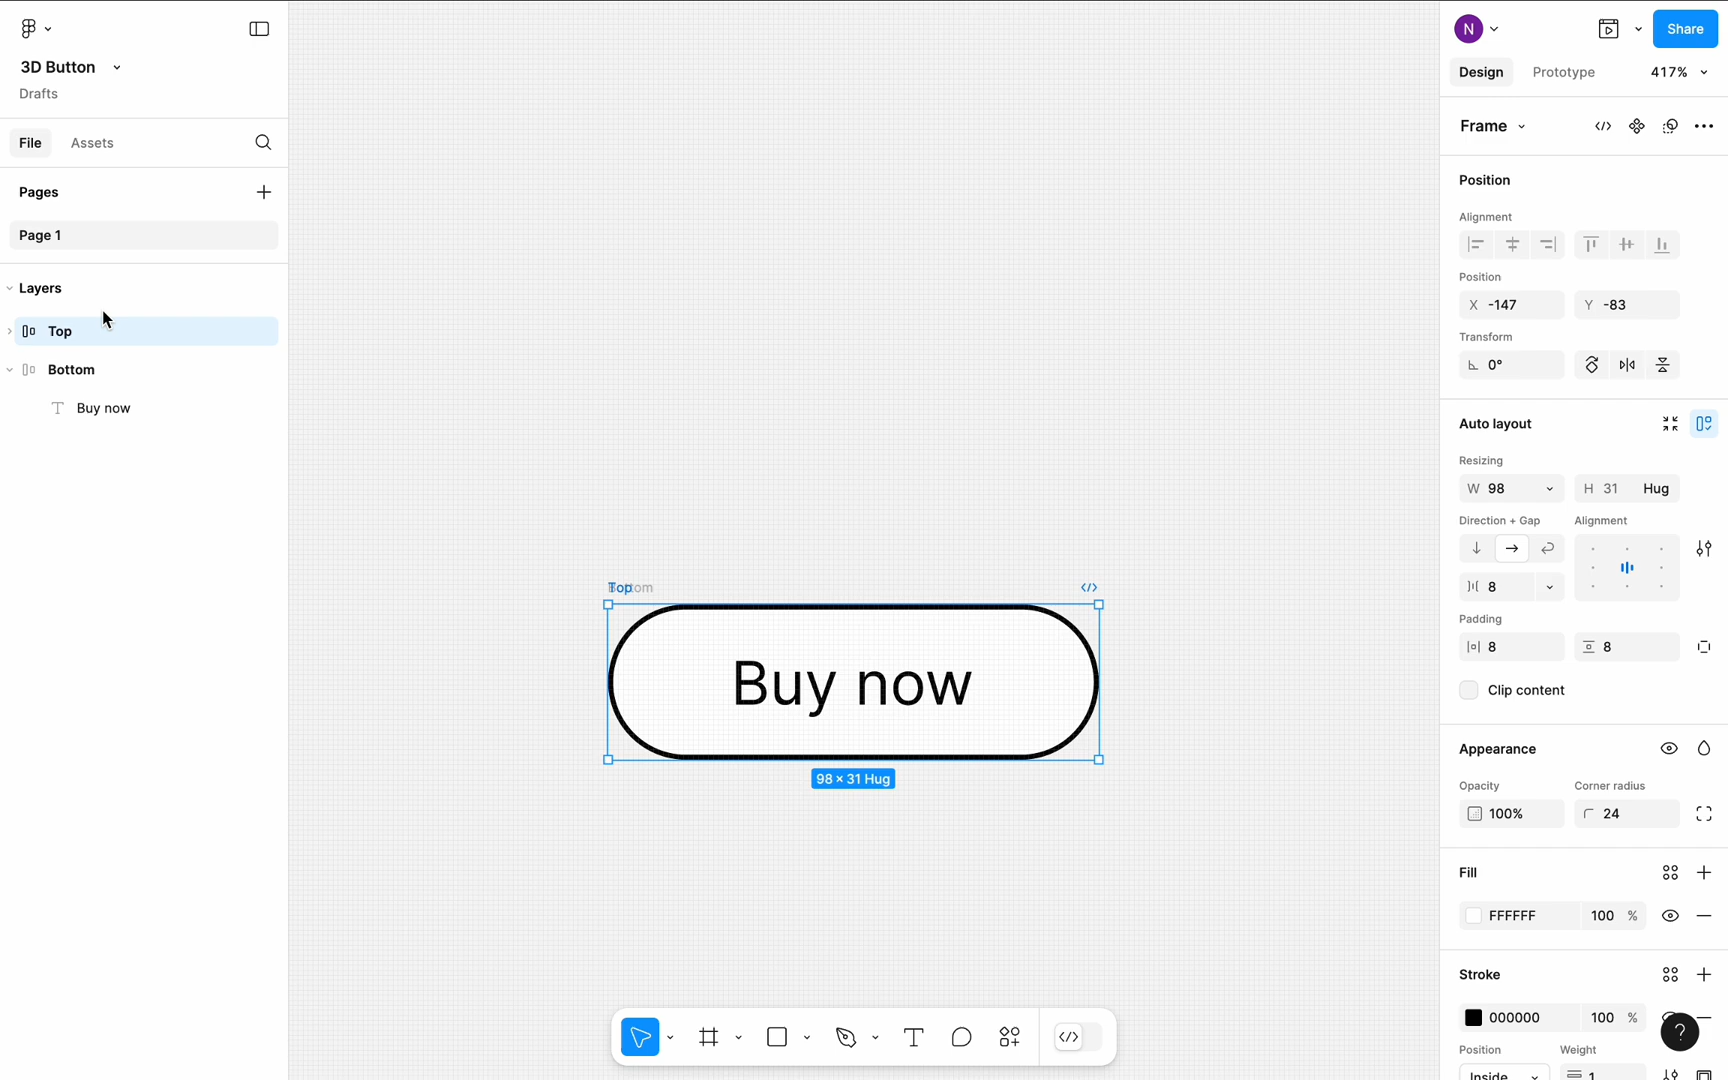 3D Button
Drafts
File Assets
Pages
Page 1
Layers
Top
Bottom
Buy now
Top
Buy now
98 × 31 Hug
N
Share
Design Prototype 417%
Frame
Position
Alignment
Position
X -147 Y -83
Transform
0°
Auto layout
Resizing
W 98 H 31 Hug
Direction + Gap Alignment
8
Padding
8 8
Clip content
Appearance
Opacity Corner radius
100% 24
Fill
FFFFFF 100 %
Stroke
000000 100 %
?
Position Weight
Inside 1